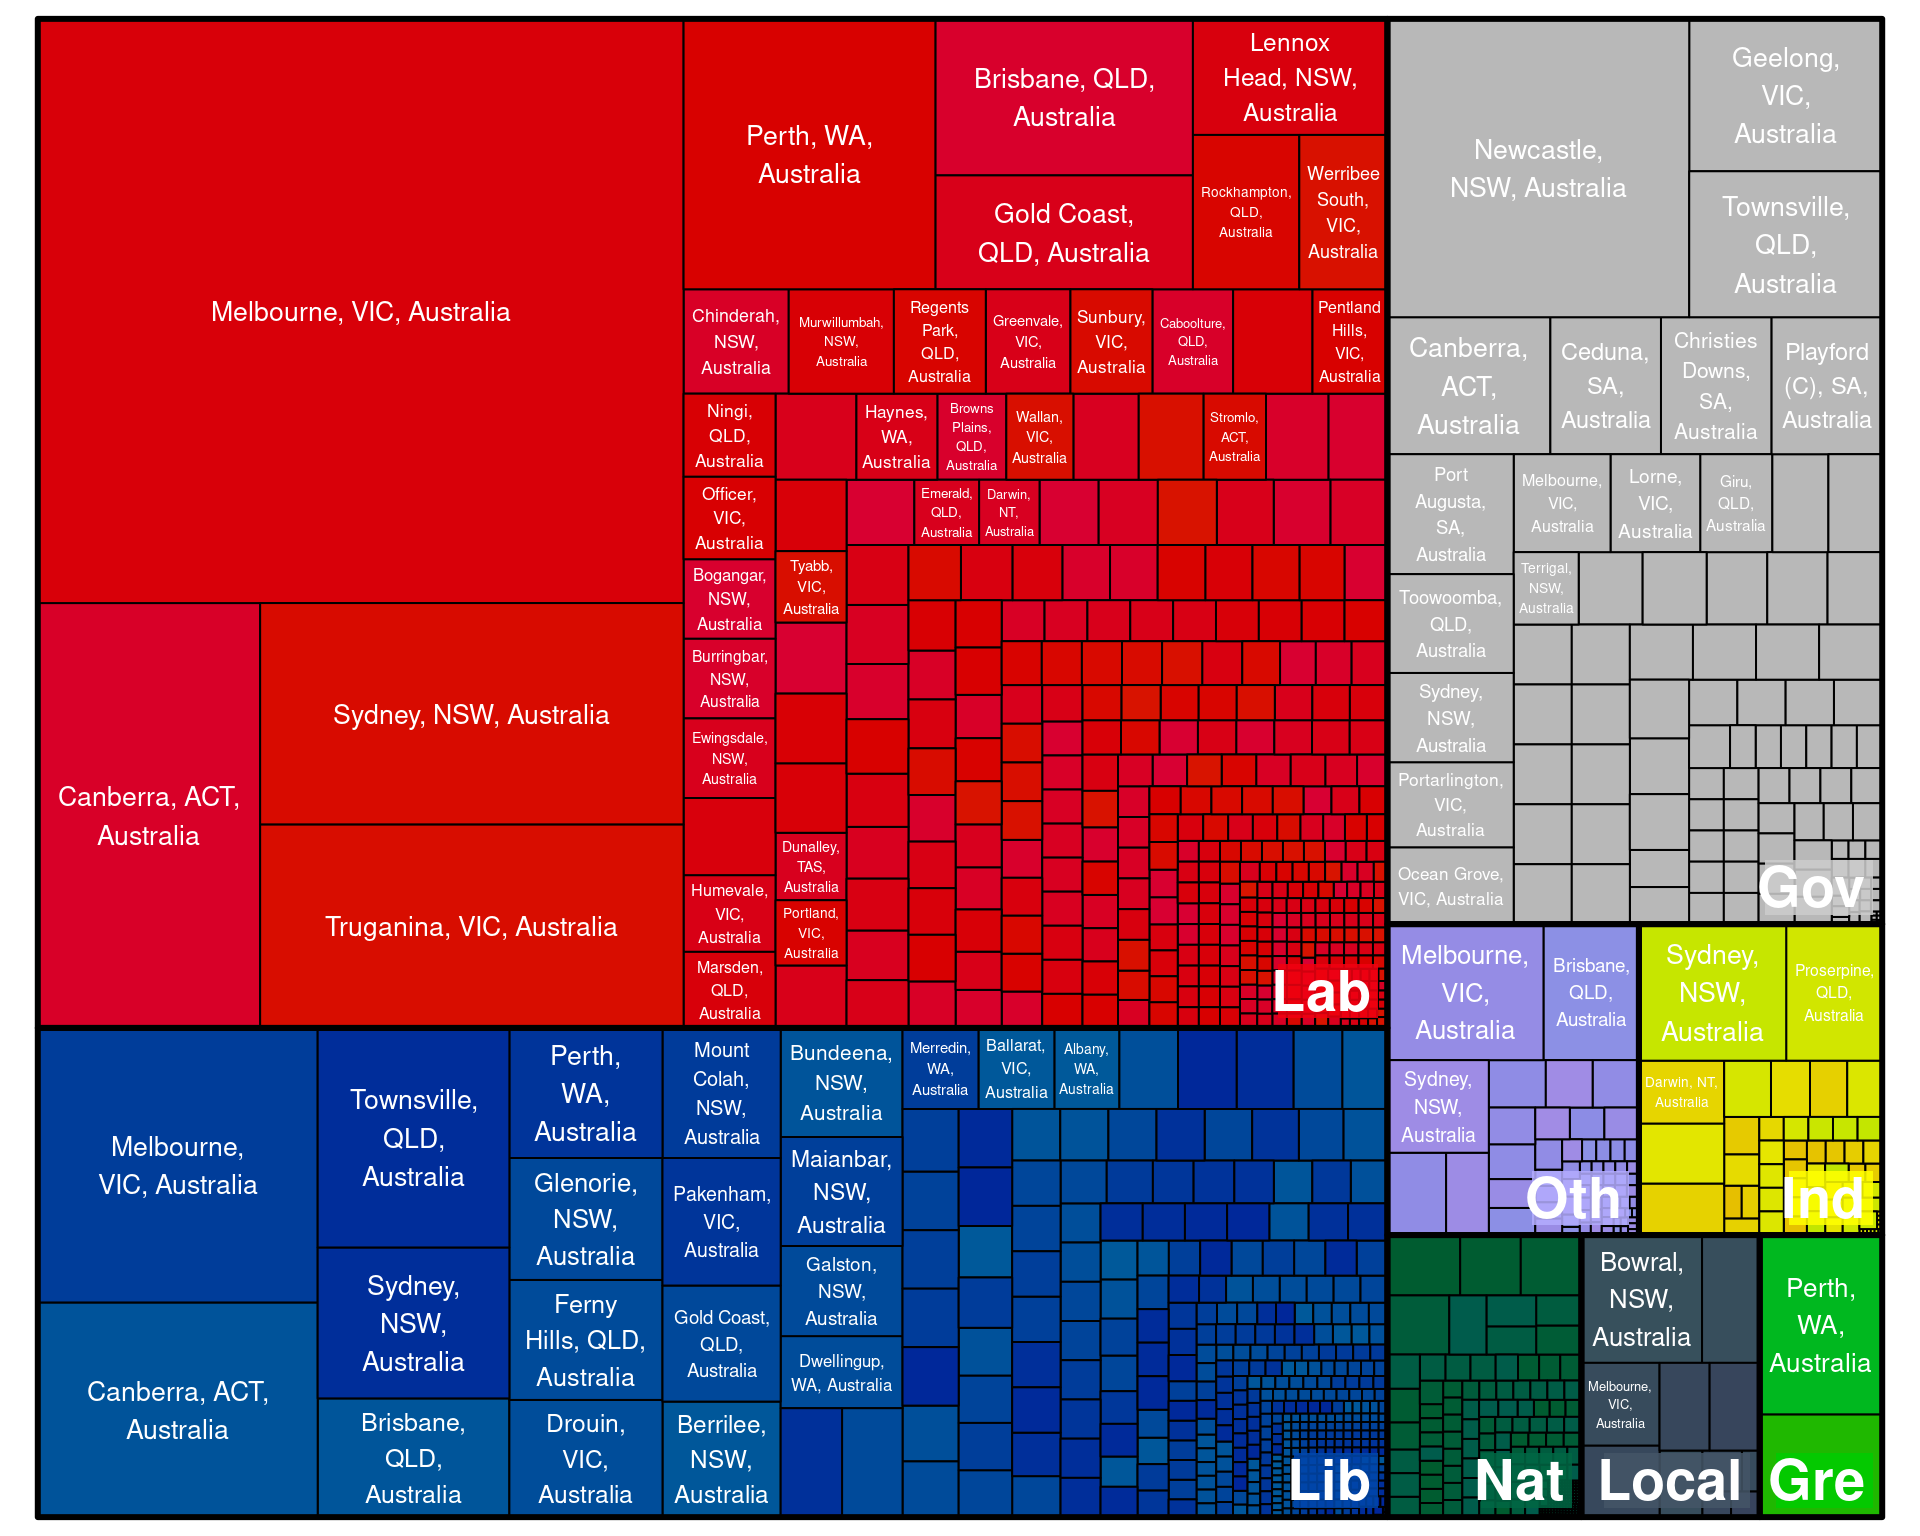 Melbourne, VIC, Australia
Canberra, ACT,
Australia
Sydney, NSW, Australia
Truganina, VIC, Australia
Perth, WA,
Australia
Brisbane, QLD,
Australia
Gold Coast,
QLD, Australia
Lennox
Head, NSW,
Australia
Rockhampton,
QLD,
Australia
Werribee
South,
VIC,
Australia
Chinderah,
NSW,
Australia
Murwillumbah,
NSW,
Australia
Regents
Park,
QLD,
Australia
Greenvale,
VIC,
Australia
Sunbury,
VIC,
Australia
Caboolture,
QLD,
Australia
Pentland
Hills,
VIC,
Australia
Ningi,
QLD,
Australia
Haynes,
WA,
Australia
Browns
Plains,
QLD,
Australia
Wallan,
VIC,
Australia
Stromlo,
ACT,
Australia
Officer,
VIC,
Australia
Emerald,
QLD,
Australia
Darwin,
NT,
Australia
Bogangar,
NSW,
Australia
Tyabb,
VIC,
Australia
Burringbar,
NSW,
Australia
Ewingsdale,
NSW,
Australia
Dunalley,
TAS,
Australia
Humevale,
VIC,
Australia
Portland,
VIC,
Australia
Marsden,
QLD,
Australia
Lab
Newcastle,
NSW, Australia
Geelong,
VIC,
Australia
Townsville,
QLD,
Australia
Canberra,
ACT,
Australia
Ceduna,
SA,
Australia
Christies
Downs,
SA,
Australia
Playford
(C), SA,
Australia
Port
Augusta,
SA,
Australia
Melbourne,
VIC,
Australia
Lorne,
VIC,
Australia
Giru,
QLD,
Australia
Terrigal,
NSW,
Australia
Toowoomba,
QLD,
Australia
Sydney,
NSW,
Australia
Portarlington,
VIC,
Australia
Ocean Grove,
VIC, Australia
Gov
Melbourne,
VIC,
Australia
Brisbane,
QLD,
Australia
Sydney,
NSW,
Australia
Oth
Sydney,
NSW,
Australia
Proserpine,
QLD,
Australia
Darwin, NT,
Australia
Ind
Melbourne,
VIC, Australia
Canberra, ACT,
Australia
Townsville,
QLD,
Australia
Sydney,
NSW,
Australia
Brisbane,
QLD,
Australia
Perth,
WA,
Australia
Glenorie,
NSW,
Australia
Ferny
Hills, QLD,
Australia
Drouin,
VIC,
Australia
Mount
Colah,
NSW,
Australia
Pakenham,
VIC,
Australia
Gold Coast,
QLD,
Australia
Berrilee,
NSW,
Australia
Bundeena,
NSW,
Australia
Maianbar,
NSW,
Australia
Galston,
NSW,
Australia
Dwellingup,
WA, Australia
Merredin,
WA,
Australia
Ballarat,
VIC,
Australia
Albany,
WA,
Australia
Lib
Nat
Bowral,
NSW,
Australia
Melbourne,
VIC,
Australia
Local
Perth,
WA,
Australia
Gre